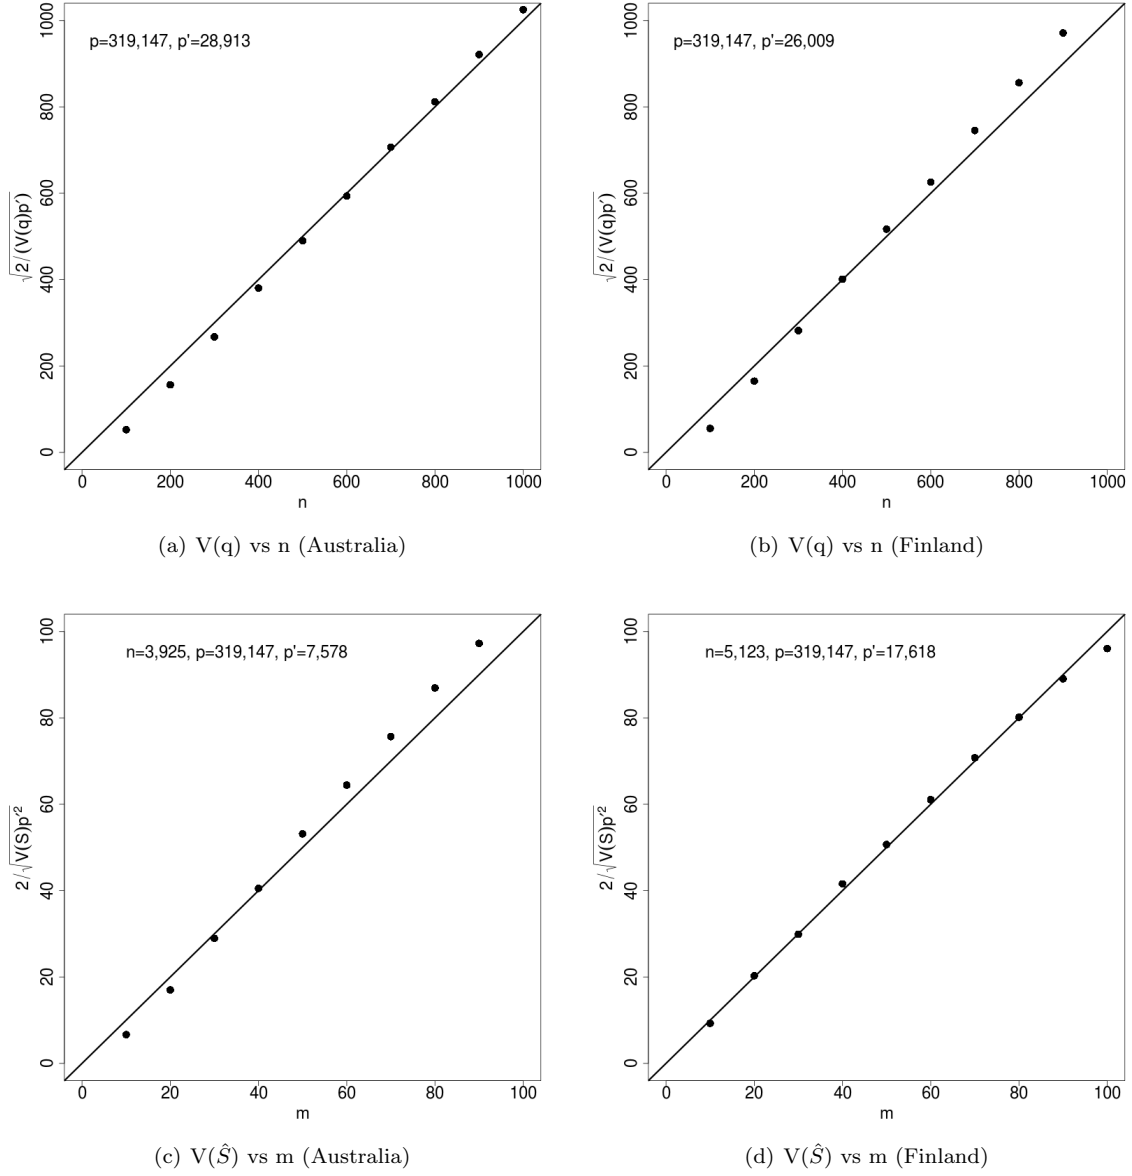 p=319,147, p'=28,913
√2/(V(q)p')
0 200 400 600 800 1000
0 200 400 600 800 1000
n
(a) V(q) vs n (Australia)
p=319,147, p'=26,009
√2/(V(q)p')
0 200 400 600 800 1000
0 200 400 600 800 1000
n
(b) V(q) vs n (Finland)
n=3,925, p=319,147, p'=7,578
2/√V(S)p'²
0 20 40 60 80 100
0 20 40 60 80 100
m
(c) V(Ŝ) vs m (Australia)
n=5,123, p=319,147, p'=17,618
2/√V(S)p'²
0 20 40 60 80 100
0 20 40 60 80 100
m
(d) V(Ŝ) vs m (Finland)